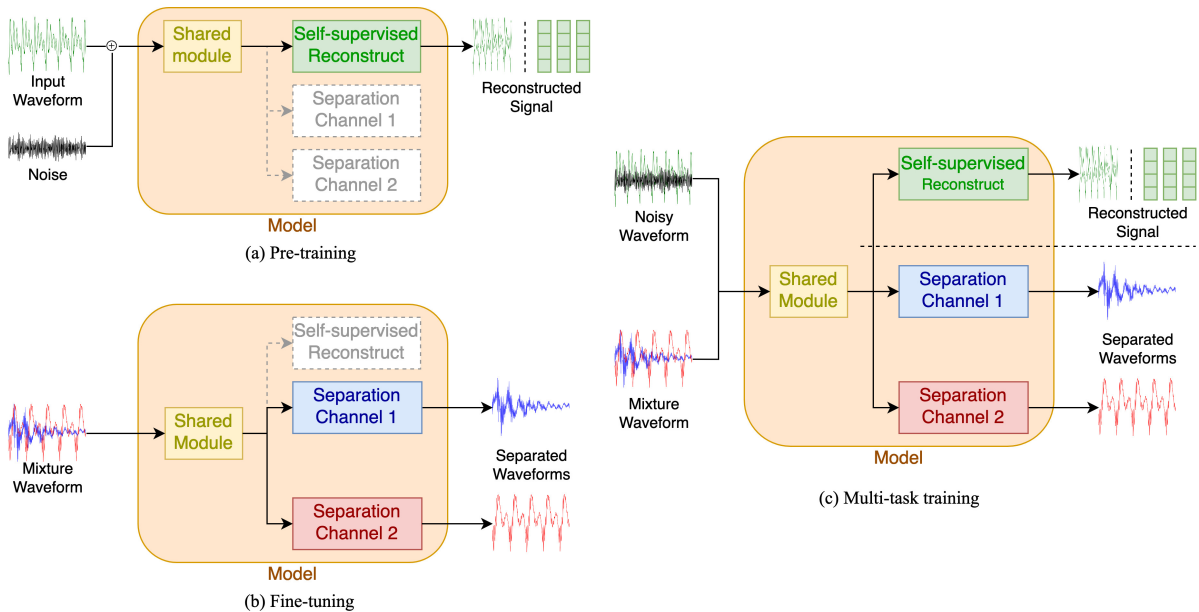 Input
Waveform
Noise
Shared
module
Self-supervised
Reconstruct
Separation
Channel 1
Separation
Channel 2
Reconstructed
Signal
Model
(a) Pre-training
Mixture
Waveform
Shared
Module
Self-supervised
Reconstruct
Separation
Channel 1
Separation
Channel 2
Separated
Waveforms
Model
(b) Fine-tuning
Noisy
Waveform
Mixture
Waveform
Shared
Module
Self-supervised
Reconstruct
Separation
Channel 1
Separation
Channel 2
Reconstructed
Signal
Separated
Waveforms
Model
(c) Multi-task training